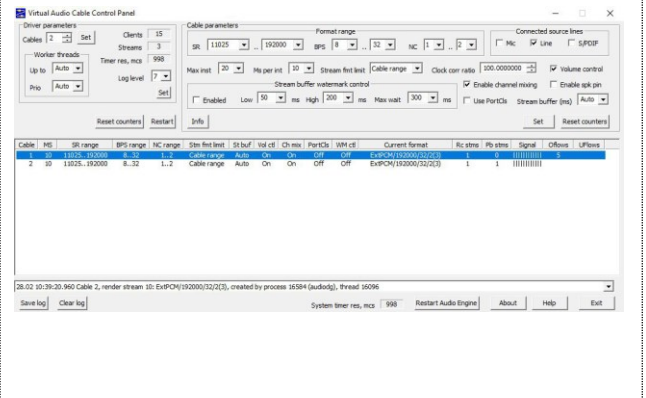 Virtual Audio Cable Control Panel
Driver parameters
Cables 2 Set
Clients 15
Streams 3
Timer res, mcs 998
Worker threads
Up to Auto
Prio Auto
Log level 7
Set
Reset counters Restart
Cable parameters
Format range
SR 11025 .. 192000 BPS 8 .. 32 NC 1 .. 2
Connected source lines
Mic Line S/PDIF
Max inst 20 Ms per int 10 Stream fmt limit Cable range Clock corr ratio 100.0000000 Volume control
Stream buffer watermark control
Enabled Low 50 ms High 200 ms Max wait 300 ms
Enable channel mixing Enable spk pin
Use PortCls Stream buffer (ms) Auto
Info Set Reset counters
Cable MS SR range BPS range NC range Stm fmt limit St buf Vol ctl Ch mix PortCls WM ctl Current format Rc stms Pb stms Signal Oflows UFlows
1 10 11025..192000 8..32 1..2 Cable range Auto On On Off Off ExtPCM/192000/32/2(3) 1 0 |||||||||||| 5
2 10 11025..192000 8..32 1..2 Cable range Auto On On Off Off ExtPCM/192000/32/2(3) 1 1 ||||||||||||
28.02 10:39:20.960 Cable 2, render stream 10: ExtPCM/192000/32/2(3), created by process 16584 (audiodg), thread 16096
Save log Clear log System timer res, mcs 998 Restart Audio Engine About Help Exit